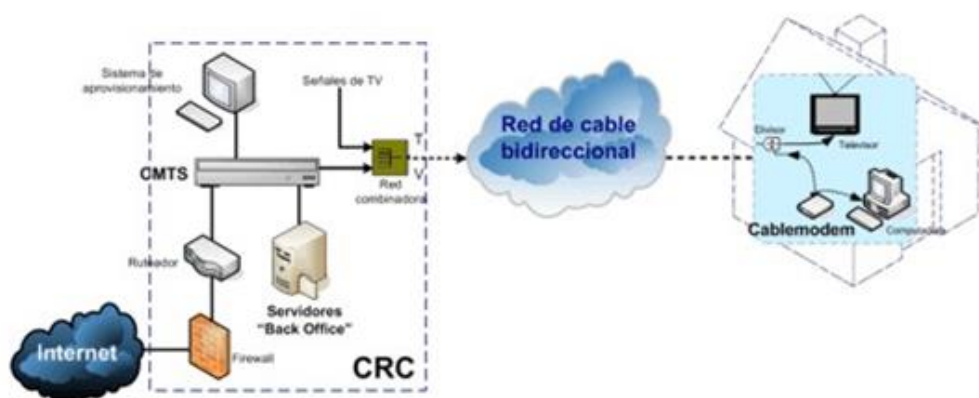 Sistema de
aprovisionamiento
Señales de TV
T
V
CMTS
Red
combinadora
Ruteador
Servidores
"Back Office"
Firewall
CRC
Internet
Red de cable
bidireccional
Divisor
Televisor
Cablemodem
Computadora